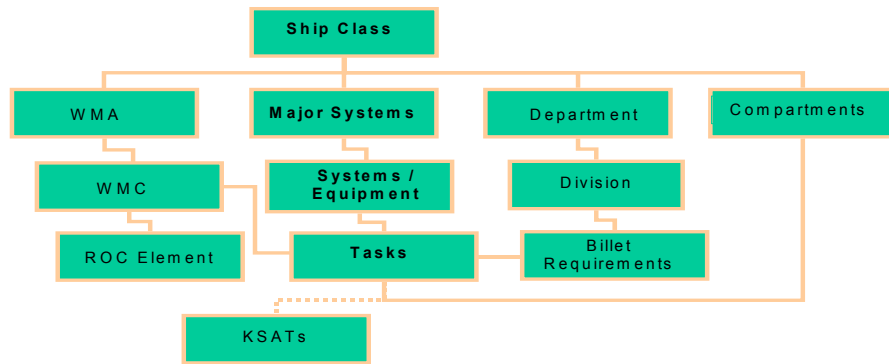 Ship Class
WMA
Major Systems
Department
Compartments
WMC
Systems /
Equipment
Division
ROC Element
Tasks
Billet
Requirements
KSATs